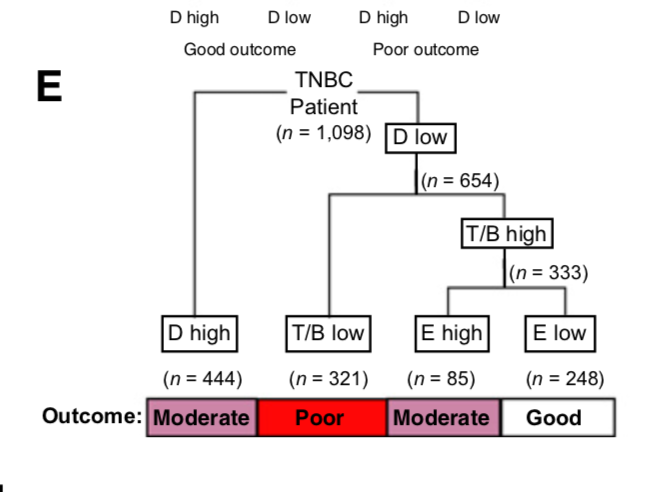 D high D low D high D low
Good outcome Poor outcome
E
TNBC
Patient
(n = 1,098) D low
(n = 654)
T/B high
(n = 333)
D high T/B low E high E low
(n = 444) (n = 321) (n = 85) (n = 248)
Outcome: Moderate Poor Moderate Good